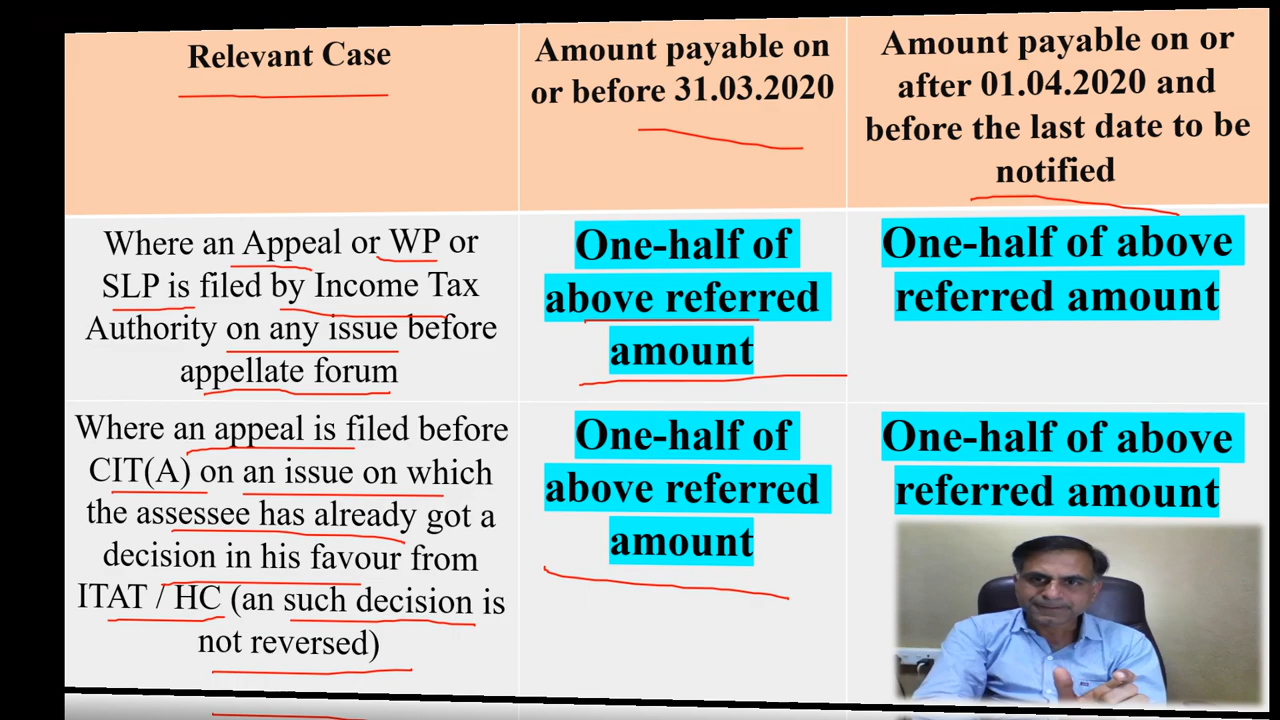 Relevant Case
Amount payable on
or before 31.03.2020
Amount payable on or
after 01.04.2020 and
before the last date to be
notified
Where an Appeal or WP or
SLP is filed by Income Tax
Authority on any issue before
appellate forum
One-half of
above referred
amount
One-half of above
referred amount
Where an appeal is filed before
CIT(A) on an issue on which
the assessee has already got a
decision in his favour from
ITAT / HC (an such decision is
not reversed)
One-half of
above referred
amount
One-half of above
referred amount